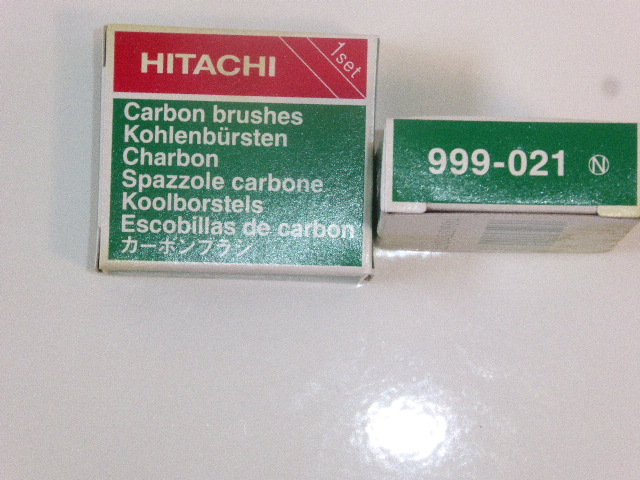 HITACHI
1set
Carbon brushes
Kohlenbürsten
Charbon
Spazzole carbone
Koolborstels
Escobillas de carbon
カーボンブラシ
999-021 N